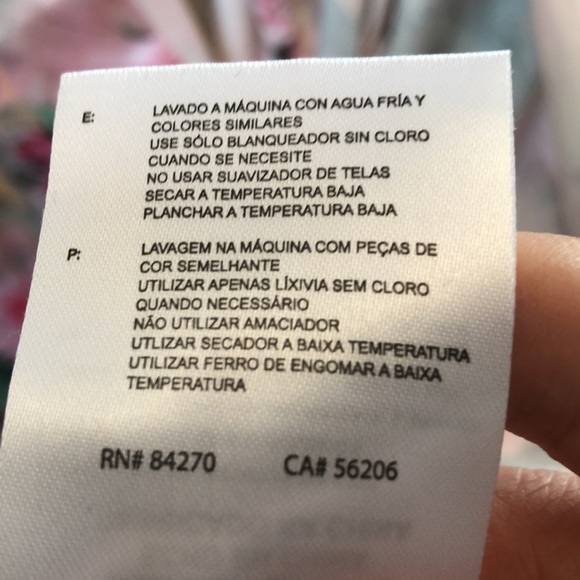 E: LAVADO A MÁQUINA CON AGUA FRÍA Y
COLORES SIMILARES
USE SÓLO BLANQUEADOR SIN CLORO
CUANDO SE NECESITE
NO USAR SUAVIZADOR DE TELAS
SECAR A TEMPERATURA BAJA
PLANCHAR A TEMPERATURA BAJA
P: LAVAGEM NA MÁQUINA COM PEÇAS DE
COR SEMELHANTE
UTILIZAR APENAS LÍXIVIA SEM CLORO
QUANDO NECESSÁRIO
NÃO UTILIZAR AMACIADOR
UTLIZAR SECADOR A BAIXA TEMPERATURA
UTILIZAR FERRO DE ENGOMAR A BAIXA
TEMPERATURA
RN# 84270 CA# 56206